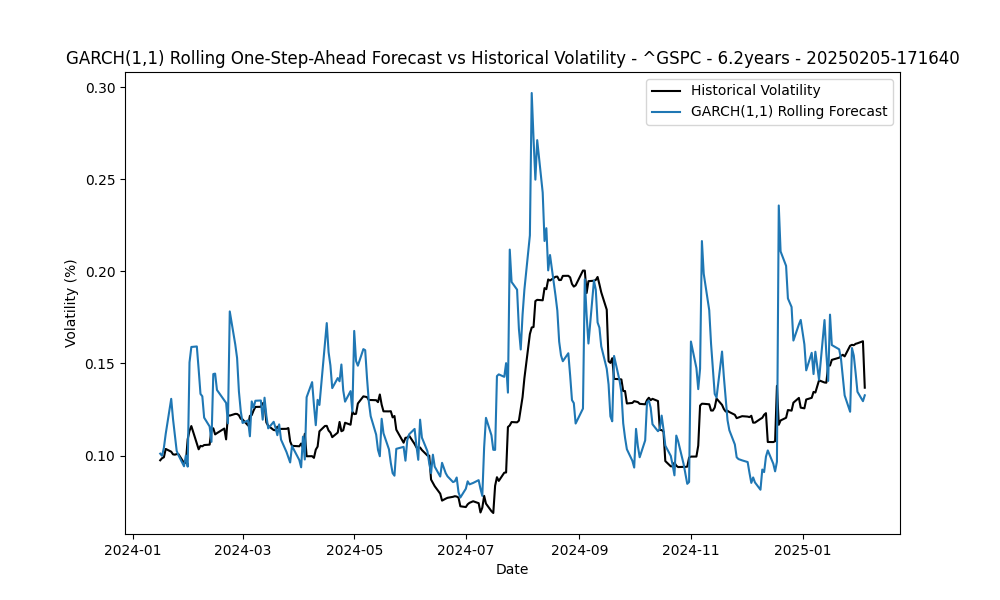 GARCH(1,1) Rolling One-Step-Ahead Forecast vs Historical Volatility - ^GSPC - 6.2years - 20250205-171640
Historical Volatility
GARCH(1,1) Rolling Forecast
0.30
0.25
0.20
0.15
0.10
Volatility (%)
2024-01 2024-03 2024-05 2024-07 2024-09 2024-11 2025-01
Date